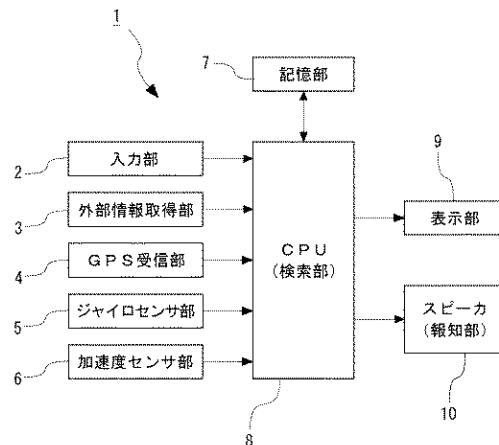 1
7
記憶部
2
入力部
3
外部情報取得部
4
GPS受信部
5
ジャイロセンサ部
6
加速度センサ部
CPU
(検索部)
8
9
表示部
スピーカ
(報知部)
10